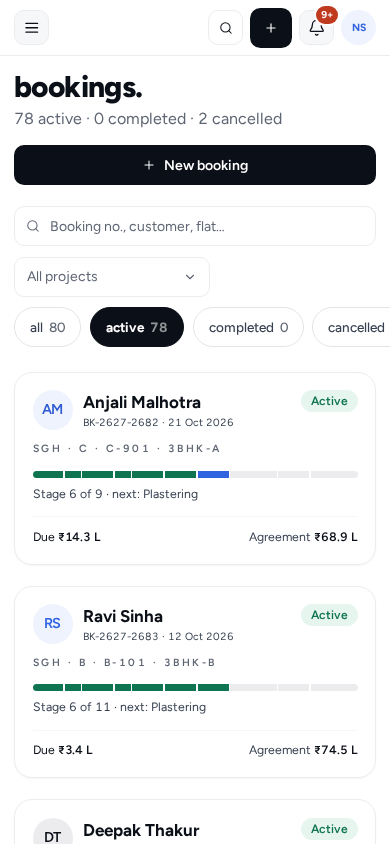 9+
NS
bookings.
78 active · 0 completed · 2 cancelled
+ New booking
Booking no., customer, flat...
All projects
all 80 active 78 completed 0 cancelled
AM Anjali Malhotra Active
BK-2627-2682 · 21 Oct 2026
SGH · C · C-901 · 3BHK-A
Stage 6 of 9 · next: Plastering
Due ₹14.3 L Agreement ₹68.9 L
RS Ravi Sinha Active
BK-2627-2683 · 12 Oct 2026
SGH · B · B-101 · 3BHK-B
Stage 6 of 11 · next: Plastering
Due ₹3.4 L Agreement ₹74.5 L
DT Deepak Thakur Active